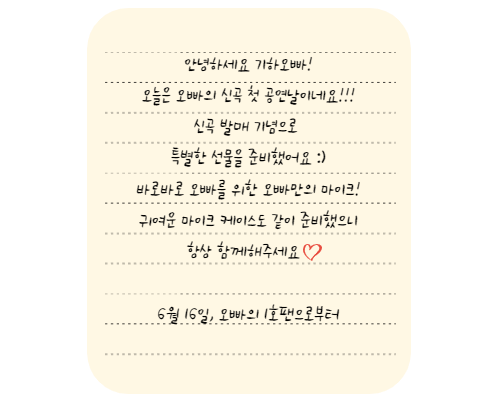 안녕하세요 기하오빠!
오늘은 오빠의 신곡 첫 공연날이네요!!!
신곡 발매 기념으로
특별한 선물을 준비했어요 :)
바로바로 오빠를 위한 오빠만의 마이크!
귀여운 마이크 케이스도 같이 준비했으니
항상 함께해주세요♡
6월 16일, 오빠의 1호팬으로부터